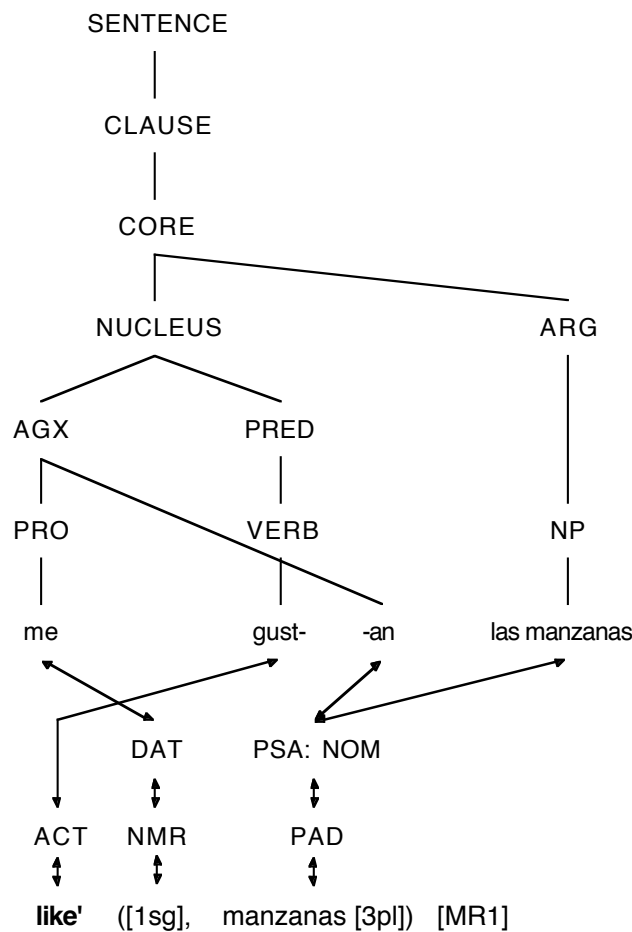 SENTENCE
CLAUSE
CORE
NUCLEUS ARG
AGX PRED
PRO VERB NP
me gust- -an las manzanas
DAT PSA: NOM
ACT NMR PAD
like' ([1sg], manzanas [3pl]) [MR1]